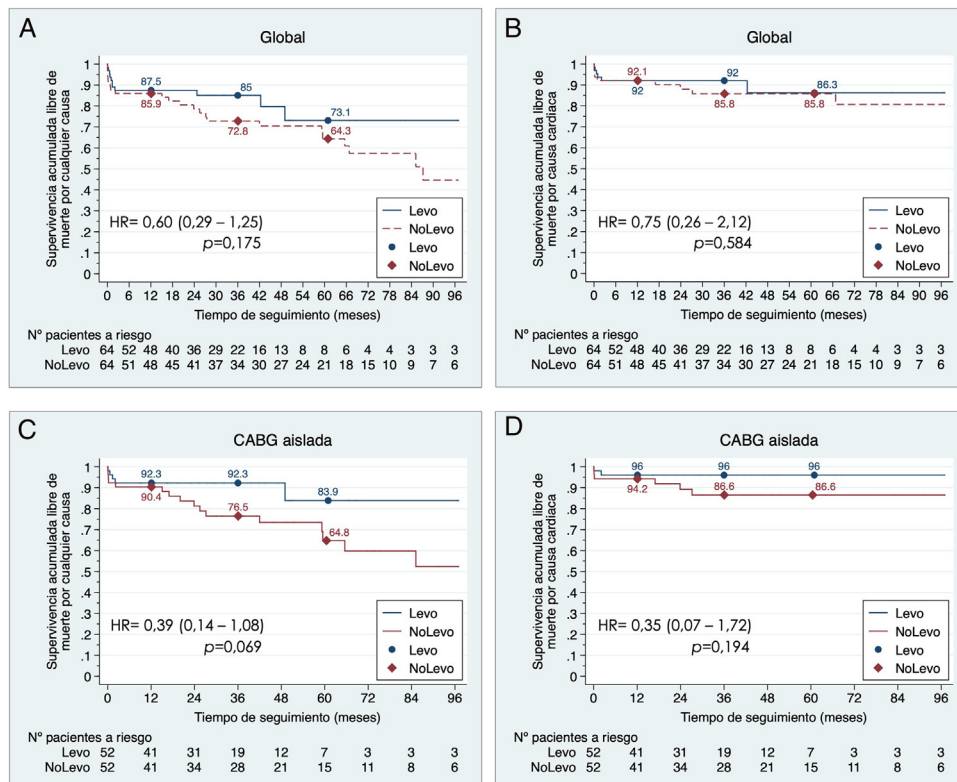 A
Global
Supervivencia acumulada libre de
muerte por cualquier causa
1
.9
.8
.7
.6
.5
.4
.3
.2
.1
0
87.5
85
73.1
85.9
72.8
64.3
HR= 0,60 (0,29 – 1,25)
p=0,175
Levo
NoLevo
Levo
NoLevo
0 6 12 18 24 30 36 42 48 54 60 66 72 78 84 90 96
Tiempo de seguimiento (meses)
Nº pacientes a riesgo
Levo 64 52 48 40 36 29 22 16 13 8 8 6 4 4 3 3 3
NoLevo 64 51 48 45 41 37 34 30 27 24 21 18 15 10 9 7 6
B
Global
Supervivencia acumulada libre de
muerte por causa cardiaca
1
.9
.8
.7
.6
.5
.4
.3
.2
.1
0
92.1
92
86.3
92
85.8
85.8
HR= 0,75 (0,26 – 2,12)
p=0,584
Levo
NoLevo
Levo
NoLevo
0 6 12 18 24 30 36 42 48 54 60 66 72 78 84 90 96
Tiempo de seguimiento (meses)
Nº pacientes a riesgo
Levo 64 52 48 40 36 29 22 16 13 8 8 6 4 4 3 3 3
NoLevo 64 51 48 45 41 37 34 30 27 24 21 18 15 10 9 7 6
C
CABG aislada
Supervivencia acumulada libre de
muerte por cualquier causa
1
.9
.8
.7
.6
.5
.4
.3
.2
.1
0
92.3
92.3
83.9
90.4
76.5
64.8
HR= 0,39 (0,14 – 1,08)
p=0,069
Levo
NoLevo
Levo
NoLevo
0 12 24 36 48 60 72 84 96
Tiempo de seguimiento (meses)
Nº pacientes a riesgo
Levo 52 41 31 19 12 7 3 3 3
NoLevo 52 41 34 28 21 15 11 8 6
D
CABG aislada
Supervivencia acumulada libre de
muerte por causa cardiaca
1
.9
.8
.7
.6
.5
.4
.3
.2
.1
0
96
96
96
94.2
86.6
86.6
HR= 0,35 (0,07 – 1,72)
p=0,194
Levo
NoLevo
Levo
NoLevo
0 12 24 36 48 60 72 84 96
Tiempo de seguimiento (meses)
Nº pacientes a riesgo
Levo 52 41 31 19 12 7 3 3 3
NoLevo 52 41 34 28 21 15 11 8 6